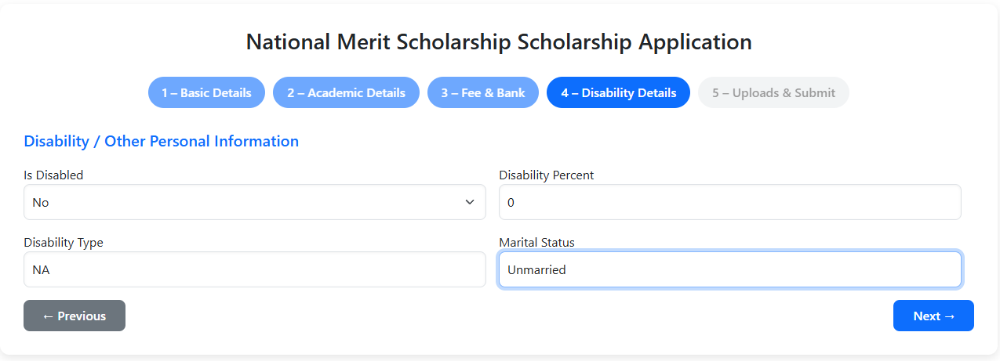 National Merit Scholarship Scholarship Application
1 – Basic Details
2 – Academic Details
3 – Fee & Bank
4 – Disability Details
5 – Uploads & Submit
Disability / Other Personal Information
Is Disabled
Disability Percent
No
0
Disability Type
Marital Status
NA
Unmarried
← Previous
Next →